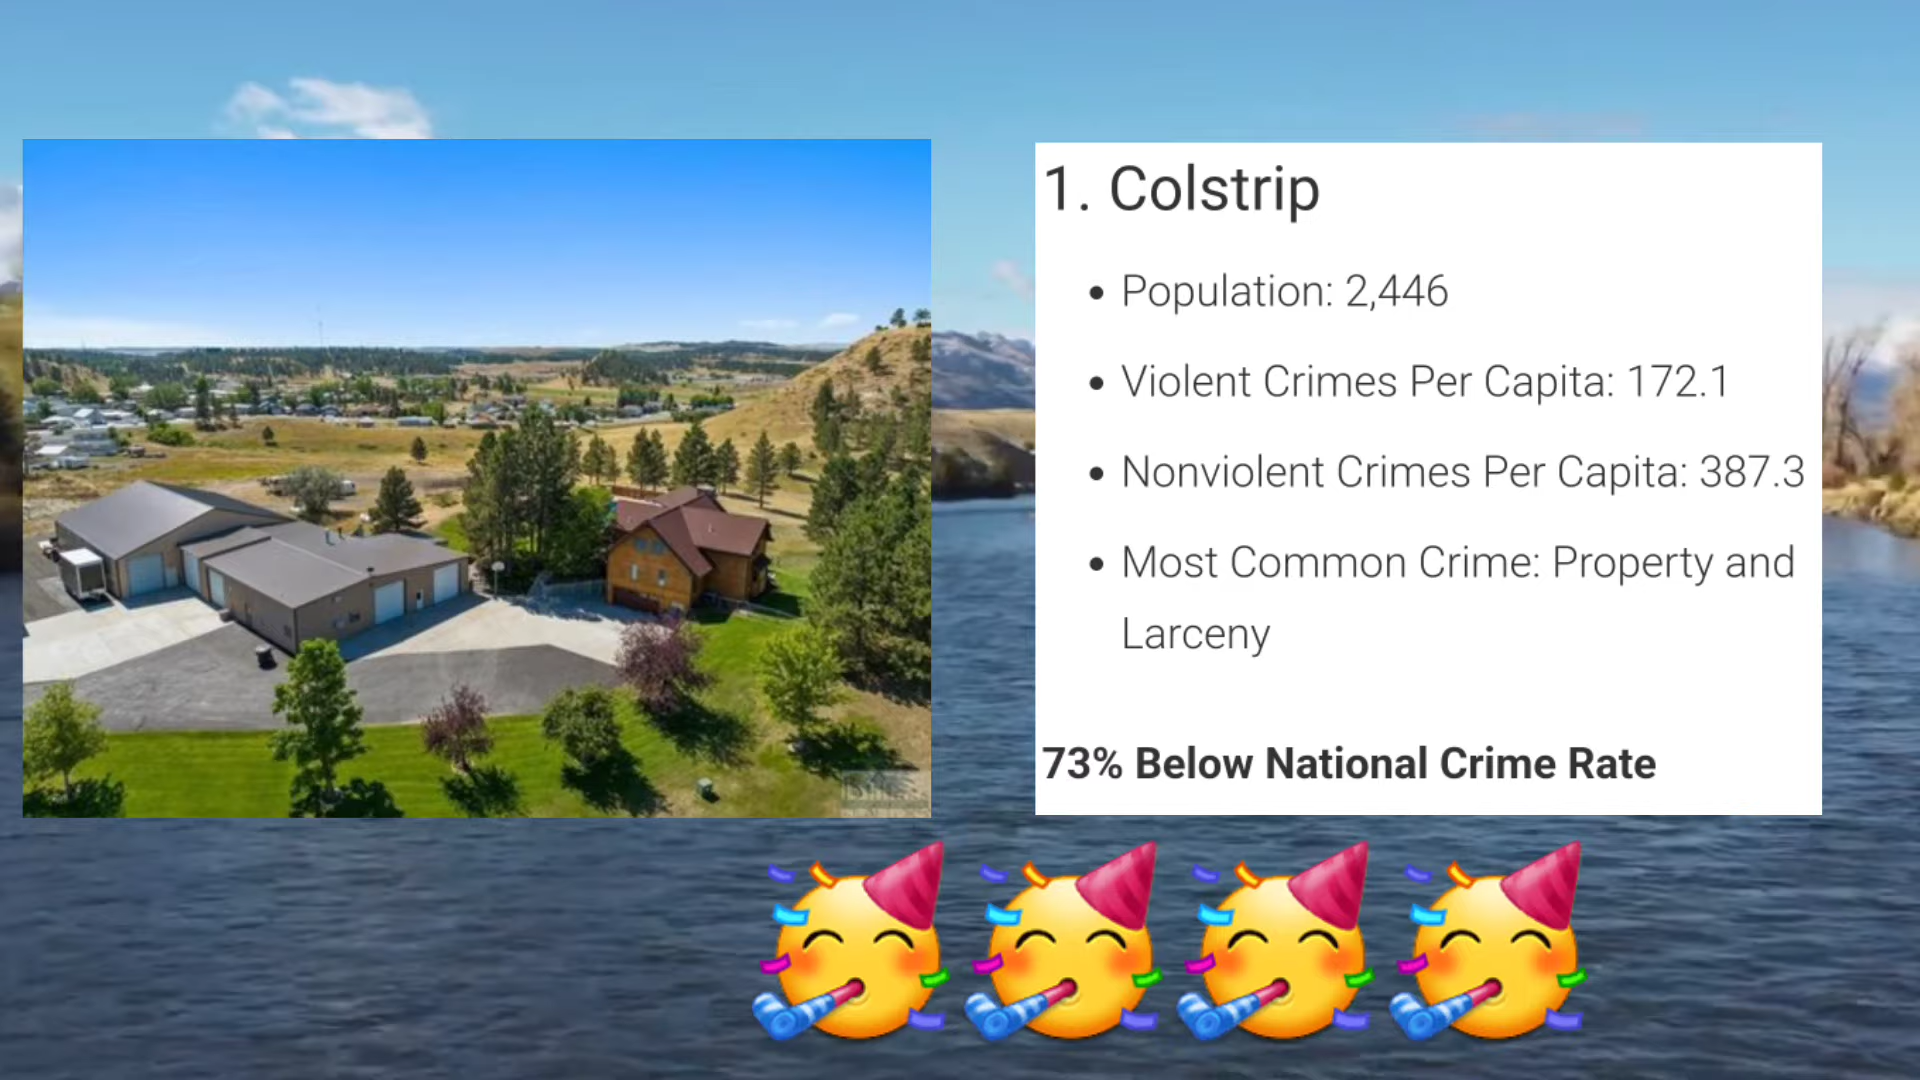 1. Colstrip
• Population: 2,446
• Violent Crimes Per Capita: 172.1
• Nonviolent Crimes Per Capita: 387.3
• Most Common Crime: Property and
Larceny
73% Below National Crime Rate